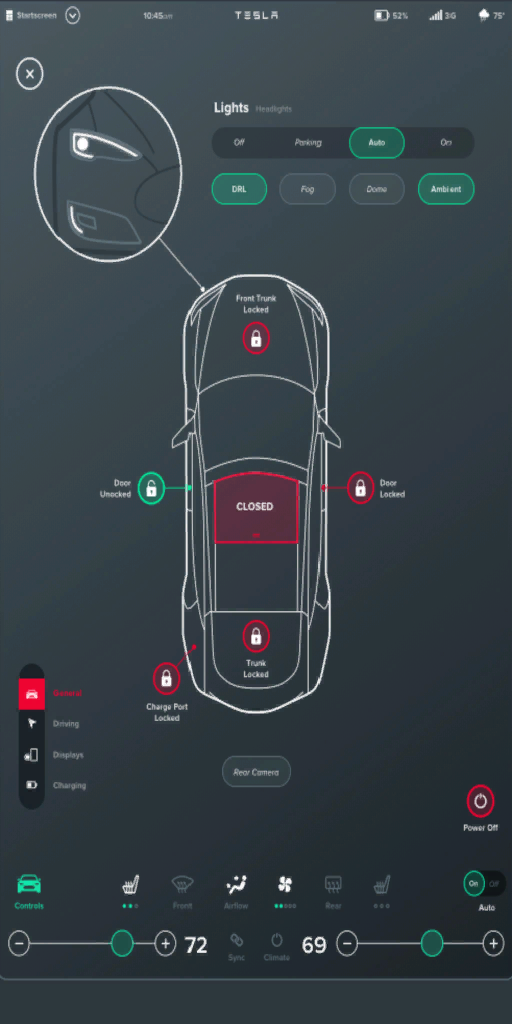 Startscreen
10:45am
TESLA
52%
3G
75°
Lights Headlights
Off Parking Auto On
DRL Fog Dome Ambient
Front Trunk
Locked
Door
Unocked
Door
Locked
CLOSED
Trunk
Locked
Charge Port
Locked
General
Driving
Displays
Charging
Rear Camera
Power Off
Controls
Front
Airflow
Rear
On Off
Auto
72
Sync
Climate
69